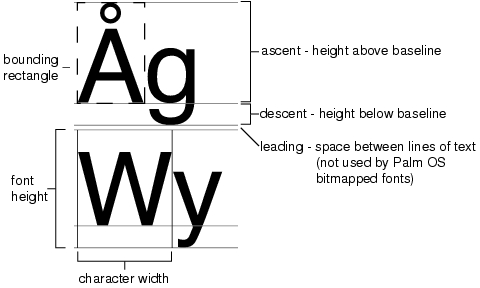 Åg
ascent - height above baseline
bounding
rectangle
descent - height below baseline
leading - space between lines of text
(not used by Palm OS
bitmapped fonts)
Wy
font
height
character width